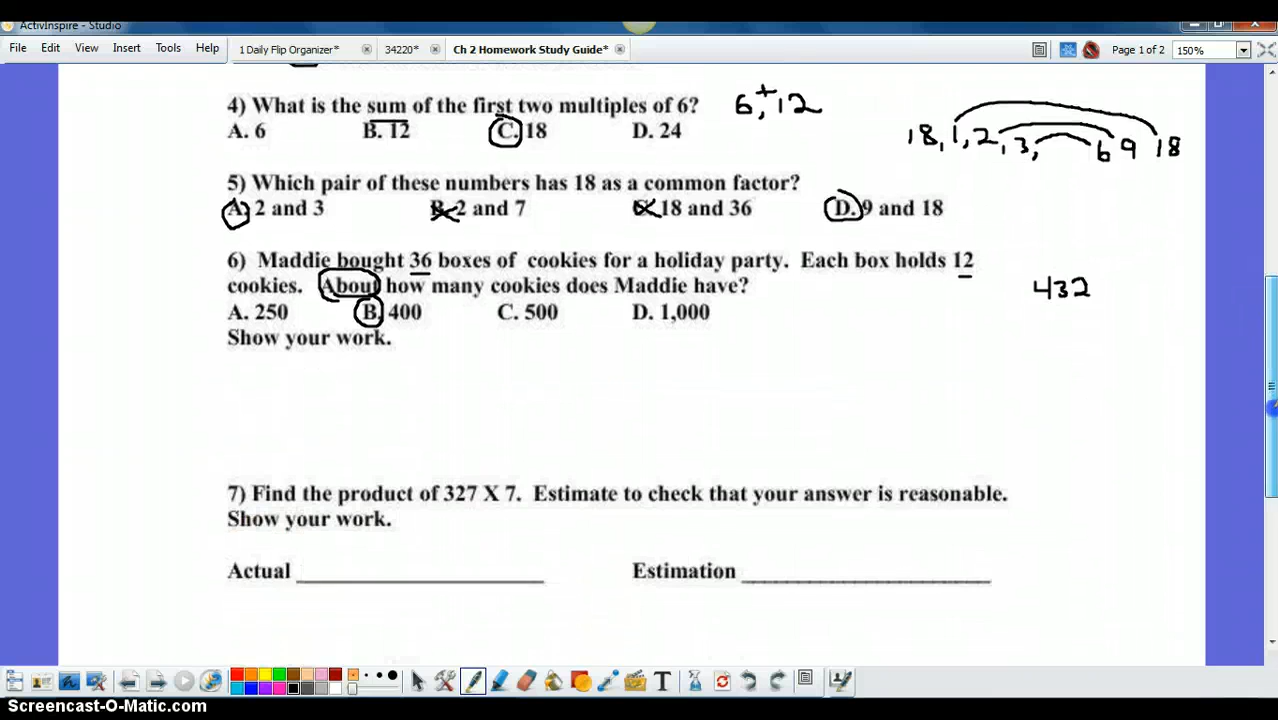 ActivInspire - Studio
File Edit View Insert Tools Help 1 Daily Flip Organizer* 34220* Ch 2 Homework Study Guide* Page 1 of 2 150%
4) What is the sum of the first two multiples of 6? 6, + 12
A. 6 B. 12 C. 18 D. 24
18, 1, 2, 3, 6 9 18
5) Which pair of these numbers has 18 as a common factor?
A. 2 and 3 B. 2 and 7 18 and 36 D. 9 and 18
6) Maddie bought 36 boxes of cookies for a holiday party. Each box holds 12
cookies. About how many cookies does Maddie have? 432
A. 250 B. 400 C. 500 D. 1,000
Show your work.
7) Find the product of 327 X 7. Estimate to check that your answer is reasonable.
Show your work.
Actual ____________________ Estimation ____________________
T
Screencast-O-Matic.com